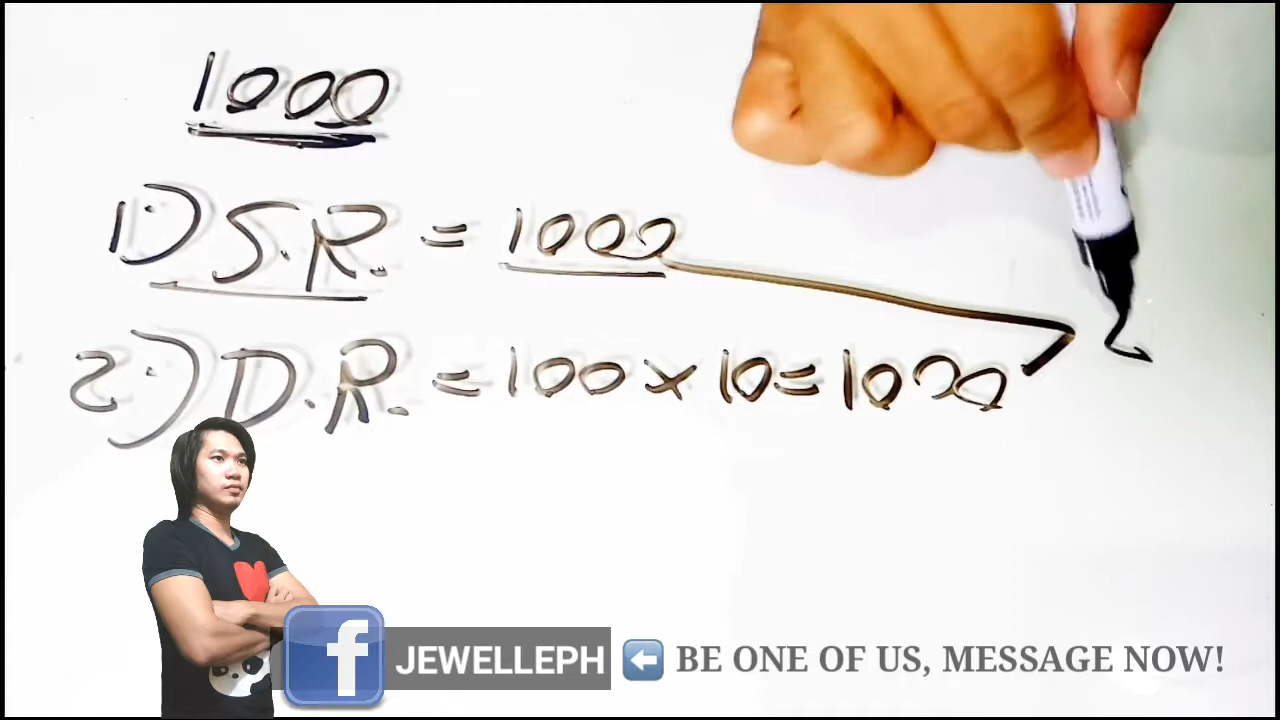 1000
1.) S.R. = 1000
2.) D.R. = 100 x 10 = 1000
JEWELLEPH
BE ONE OF US, MESSAGE NOW!